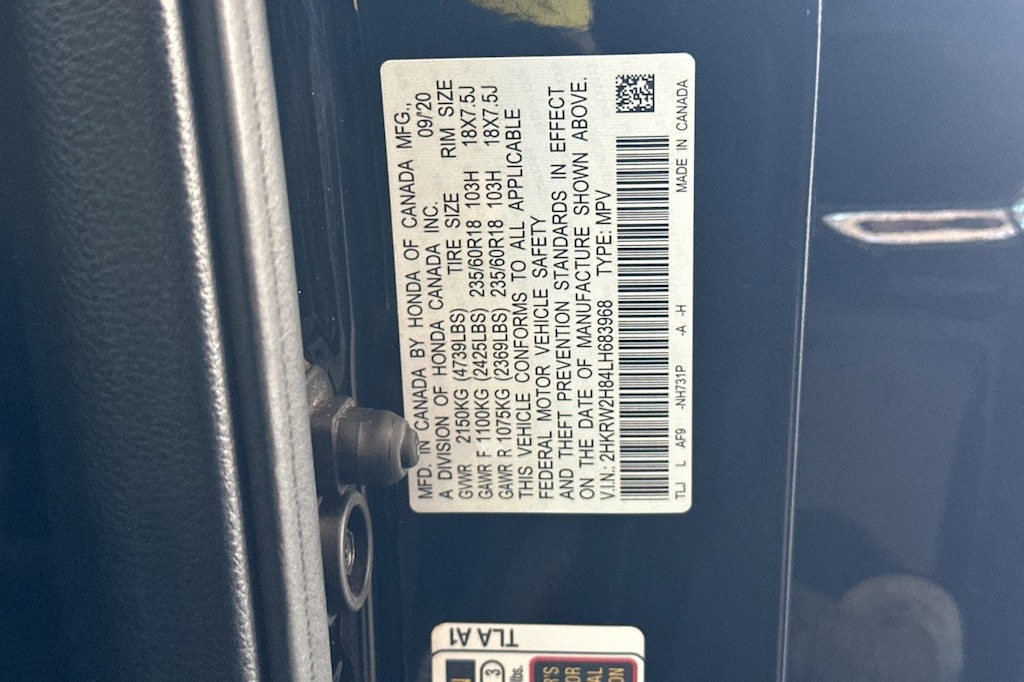 MFD. IN CANADA BY HONDA OF CANADA MFG.,
A DIVISION OF HONDA CANADA INC. 09/20
TIRE SIZE RIM SIZE
GVWR 2150KG (4739LBS)
GAWR F 1100KG (2425LBS) 235/60R18 103H 18X7.5J
GAWR R 1075KG (2369LBS) 235/60R18 103H 18X7.5J
THIS VEHICLE CONFORMS TO ALL APPLICABLE
FEDERAL MOTOR VEHICLE SAFETY
AND THEFT PREVENTION STANDARDS IN EFFECT
ON THE DATE OF MANUFACTURE SHOWN ABOVE.
V.I.N.: 2HKRW2H84LH683968 TYPE: MPV
TLJ L AF9 -NH731P -A -H MADE IN CANADA
TLA A1
3
lbs.